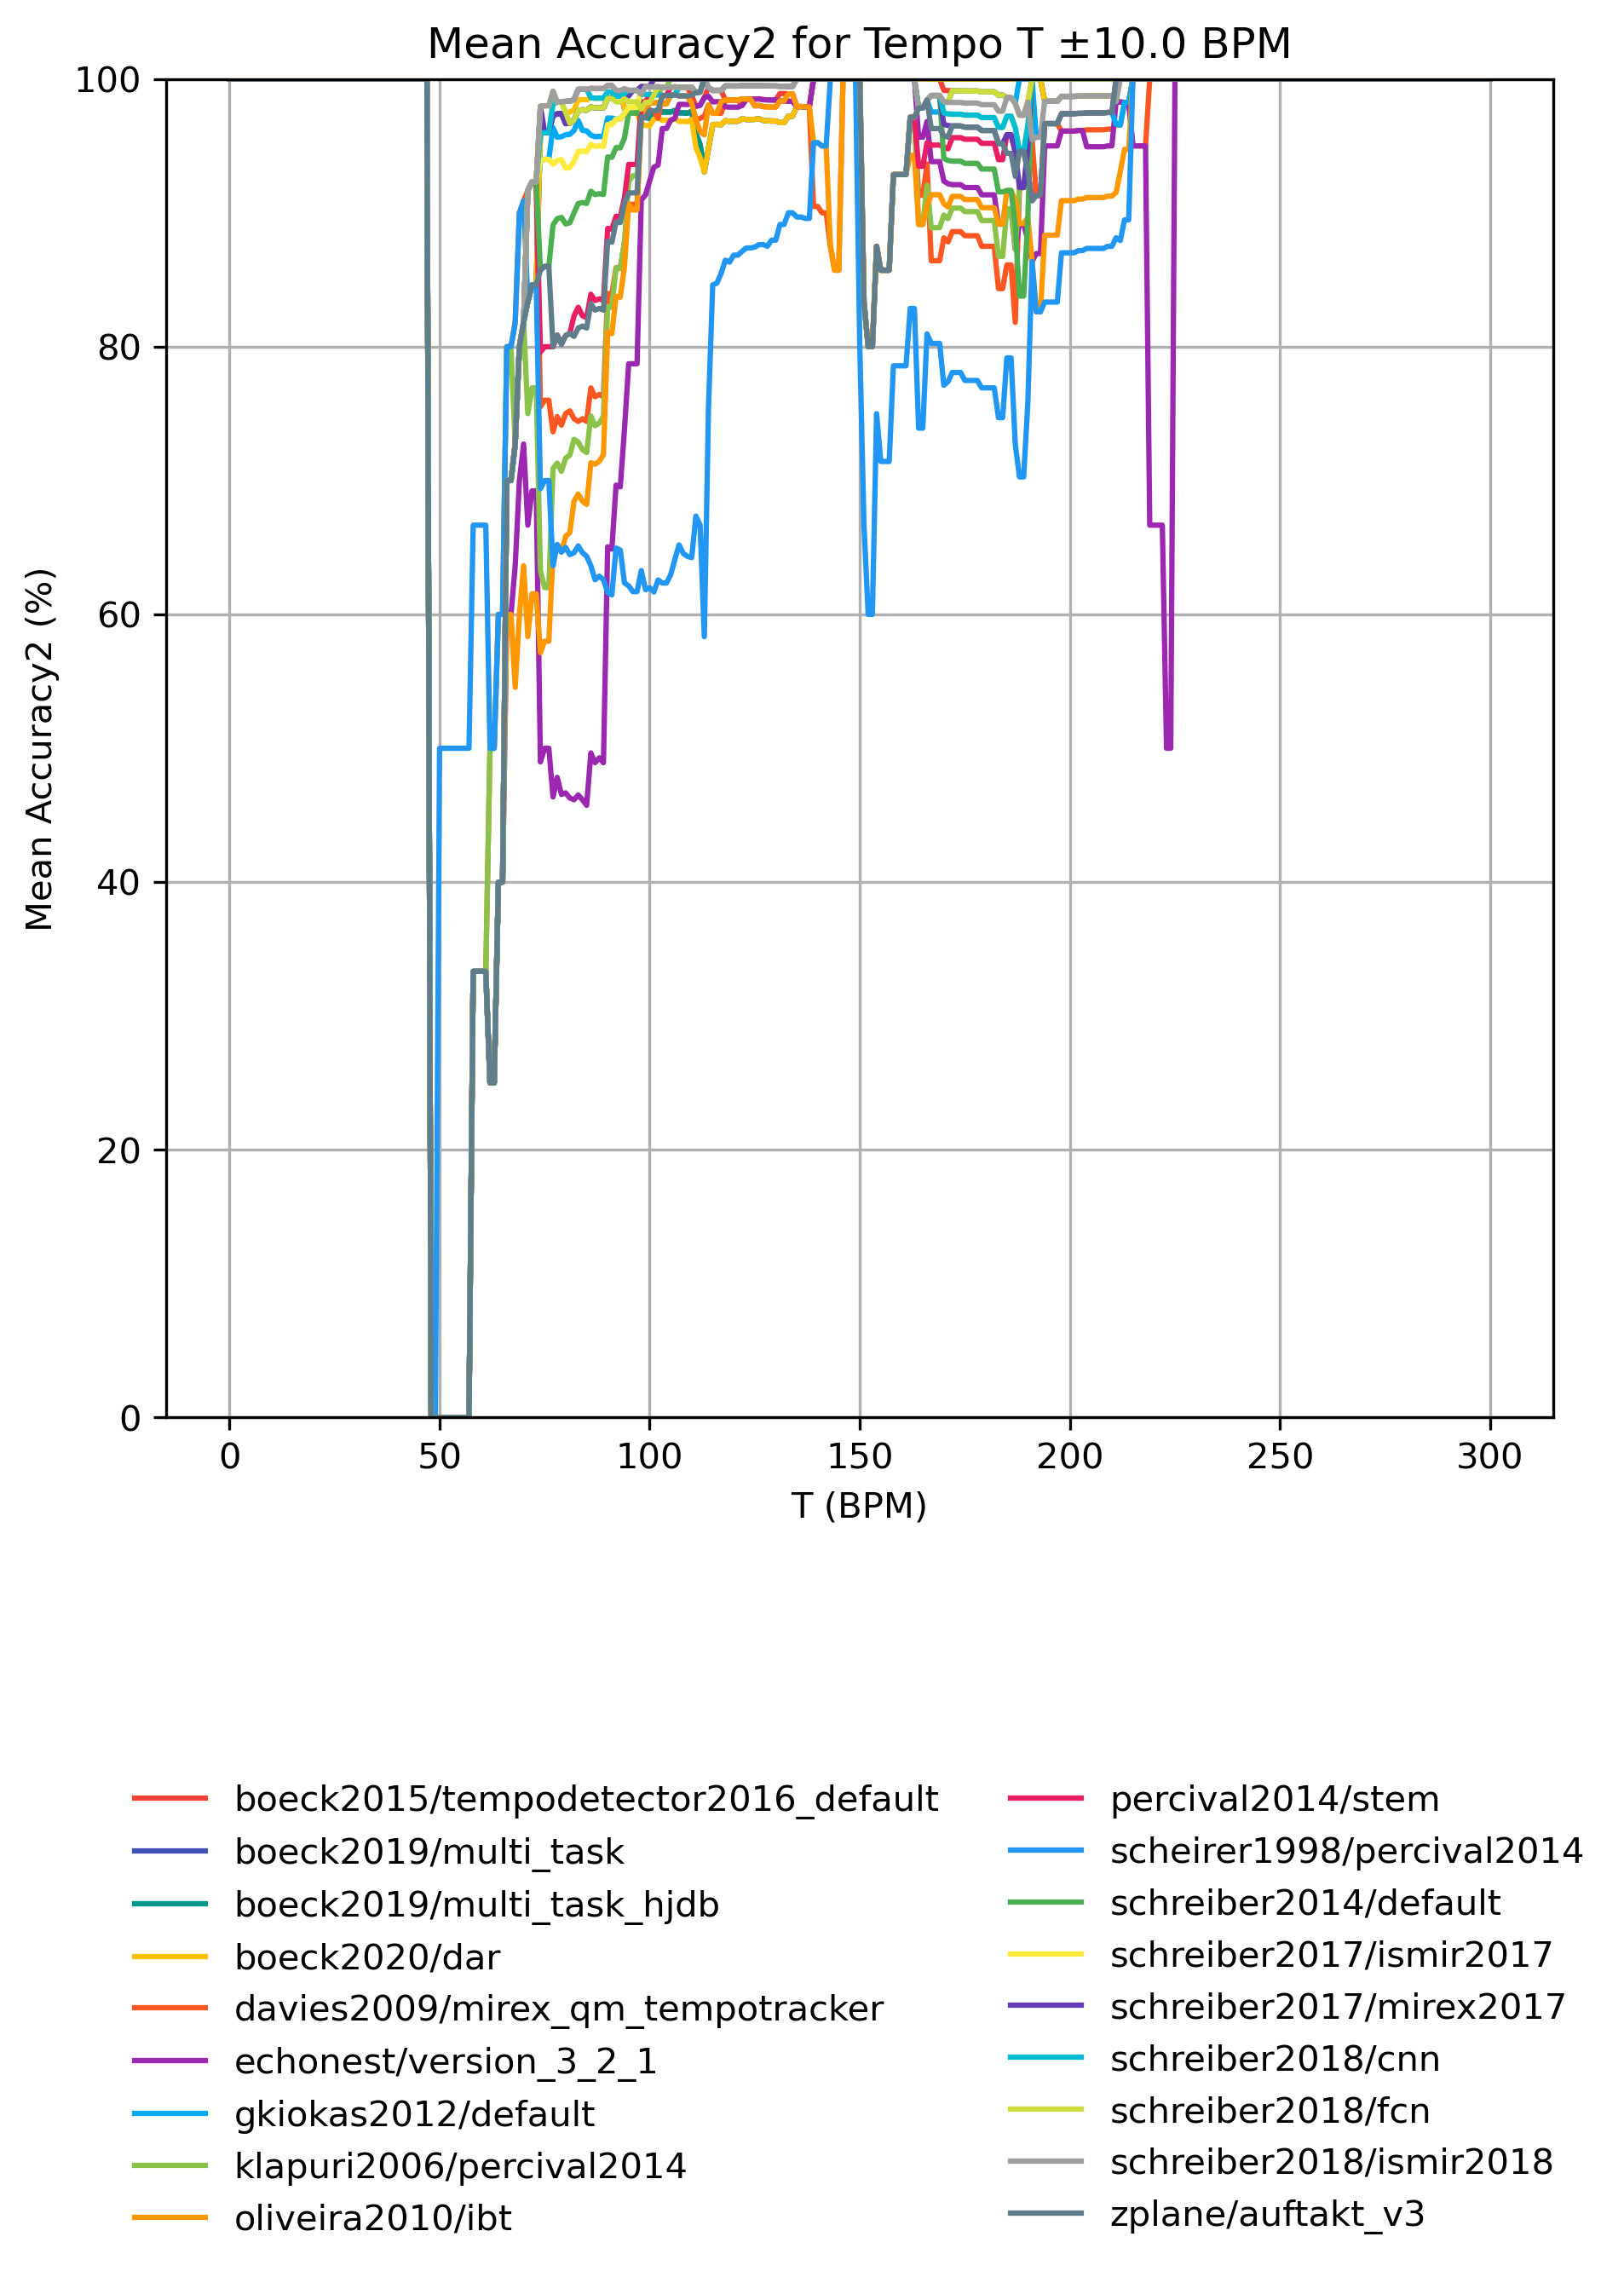 Mean Accuracy2 for Tempo T ±10.0 BPM
100
80
60
40
20
0
Mean Accuracy2 (%)
0 50 100 150 200 250 300
T (BPM)
boeck2015/tempodetector2016_default
boeck2019/multi_task
boeck2019/multi_task_hjdb
boeck2020/dar
davies2009/mirex_qm_tempotracker
echonest/version_3_2_1
gkiokas2012/default
klapuri2006/percival2014
oliveira2010/ibt
percival2014/stem
scheirer1998/percival2014
schreiber2014/default
schreiber2017/ismir2017
schreiber2017/mirex2017
schreiber2018/cnn
schreiber2018/fcn
schreiber2018/ismir2018
zplane/auftakt_v3